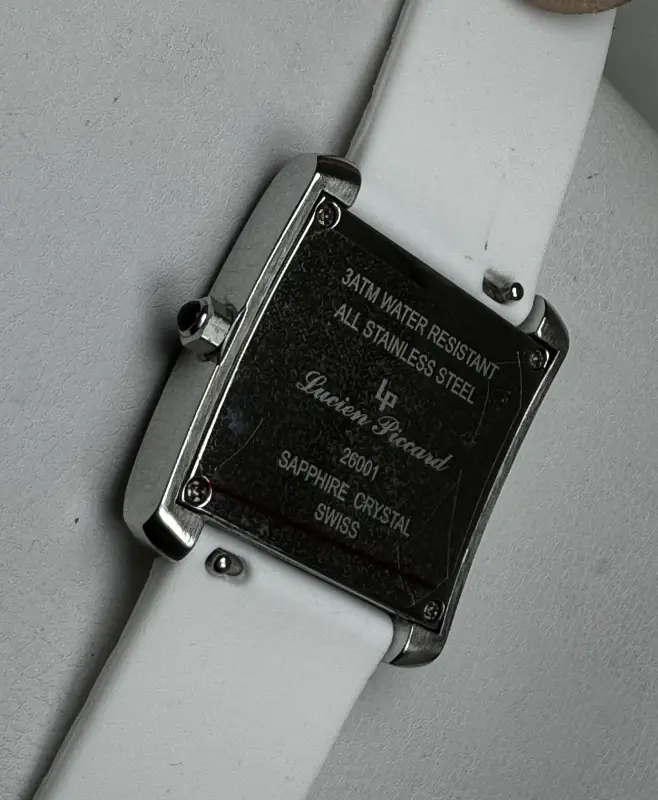 3ATM WATER RESISTANT
ALL STAINLESS STEEL
LP
Lucien Piccard
26001
SAPPHIRE CRYSTAL
SWISS